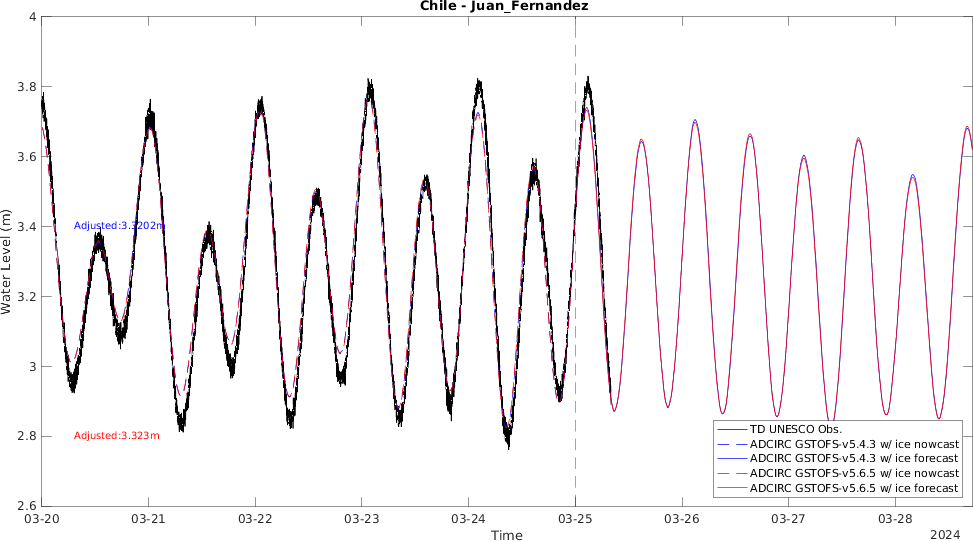 Chile - Juan_Fernandez
4
3.8
3.6
3.4
3.2
3
2.8
2.6
Water Level (m)
Adjusted:3.3202m
Adjusted:3.323m
TD UNESCO Obs.
ADCIRC GSTOFS-v5.4.3 w/ ice nowcast
ADCIRC GSTOFS-v5.4.3 w/ ice forecast
ADCIRC GSTOFS-v5.6.5 w/ ice nowcast
ADCIRC GSTOFS-v5.6.5 w/ ice forecast
03-20 03-21 03-22 03-23 03-24 03-25 03-26 03-27 03-28
Time
2024